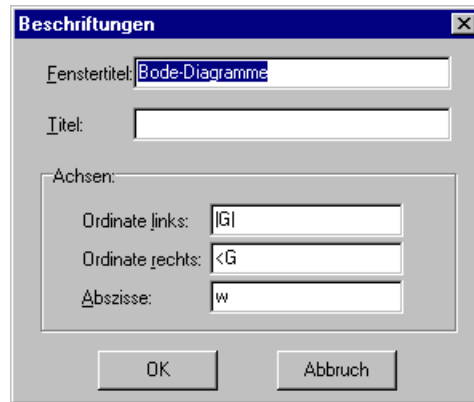 Beschriftungen
Fenstertitel: Bode-Diagramme
Titel:
Achsen:
Ordinate links: |G|
Ordinate rechts: <G
Abszisse: w
OK Abbruch